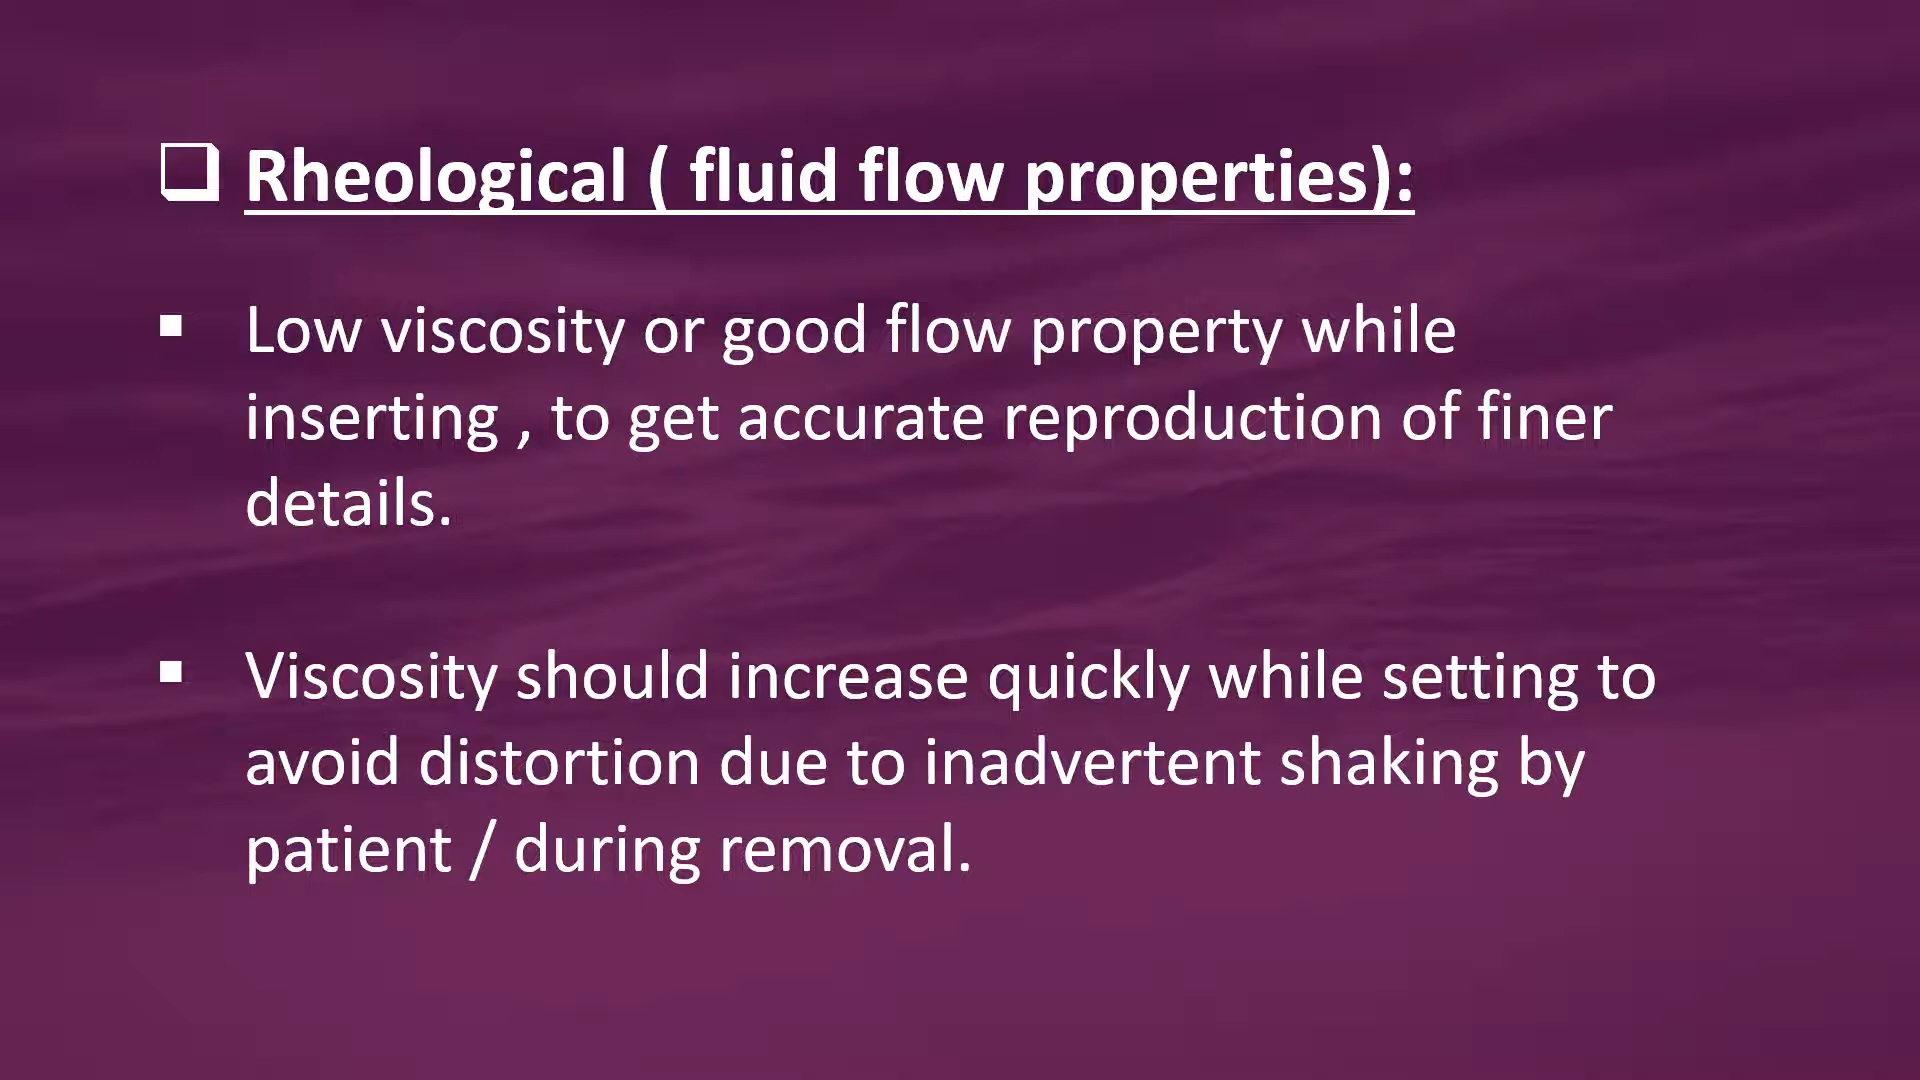 ❑ Rheological ( fluid flow properties):
▪ Low viscosity or good flow property while
inserting , to get accurate reproduction of finer
details.
▪ Viscosity should increase quickly while setting to
avoid distortion due to inadvertent shaking by
patient / during removal.